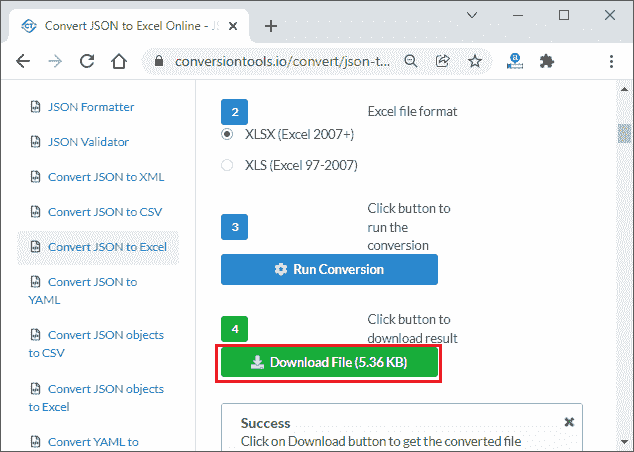 Convert JSON to Excel Online - JS
conversiontools.io/convert/json-t...
JSON Formatter
JSON Validator
Convert JSON to XML
Convert JSON to CSV
Convert JSON to Excel
Convert JSON to
YAML
Convert JSON objects
to CSV
Convert JSON objects
to Excel
Convert YAML to
2 Excel file format
XLSX (Excel 2007+)
XLS (Excel 97-2007)
3 Click button to
run the
conversion
Run Conversion
4 Click button to
download result
Download File (5.36 KB)
Success
Click on Download button to get the converted file